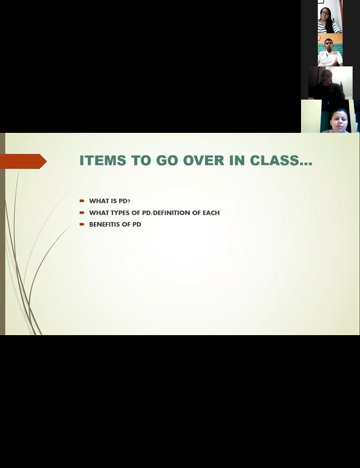 ITEMS TO GO OVER IN CLASS...
WHAT IS PD?
WHAT TYPES OF PD/DEFINITION OF EACH
BENEFITIS OF PD